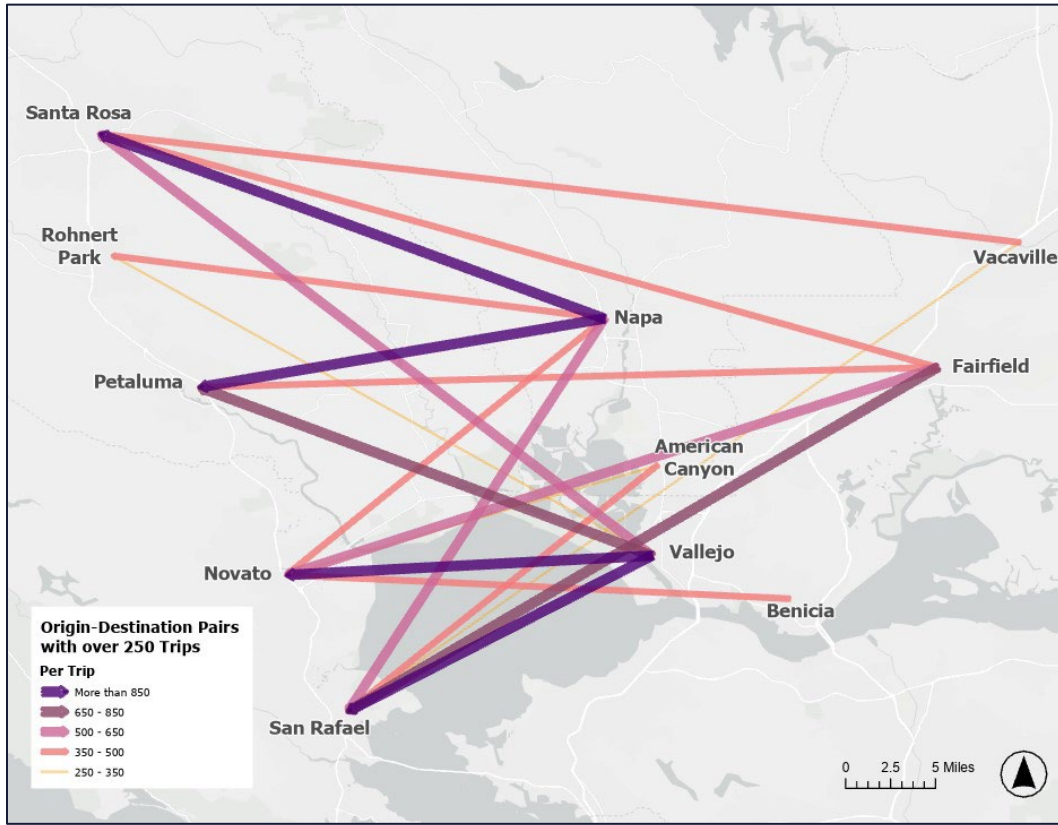 Santa Rosa
Rohnert
Park
Vacaville
Napa
Petaluma
Fairfield
American
Canyon
Vallejo
Novato
Benicia
San Rafael
Origin-Destination Pairs
with over 250 Trips
Per Trip
More than 850
650 - 850
500 - 650
350 - 500
250 - 350
0 2.5 5 Miles